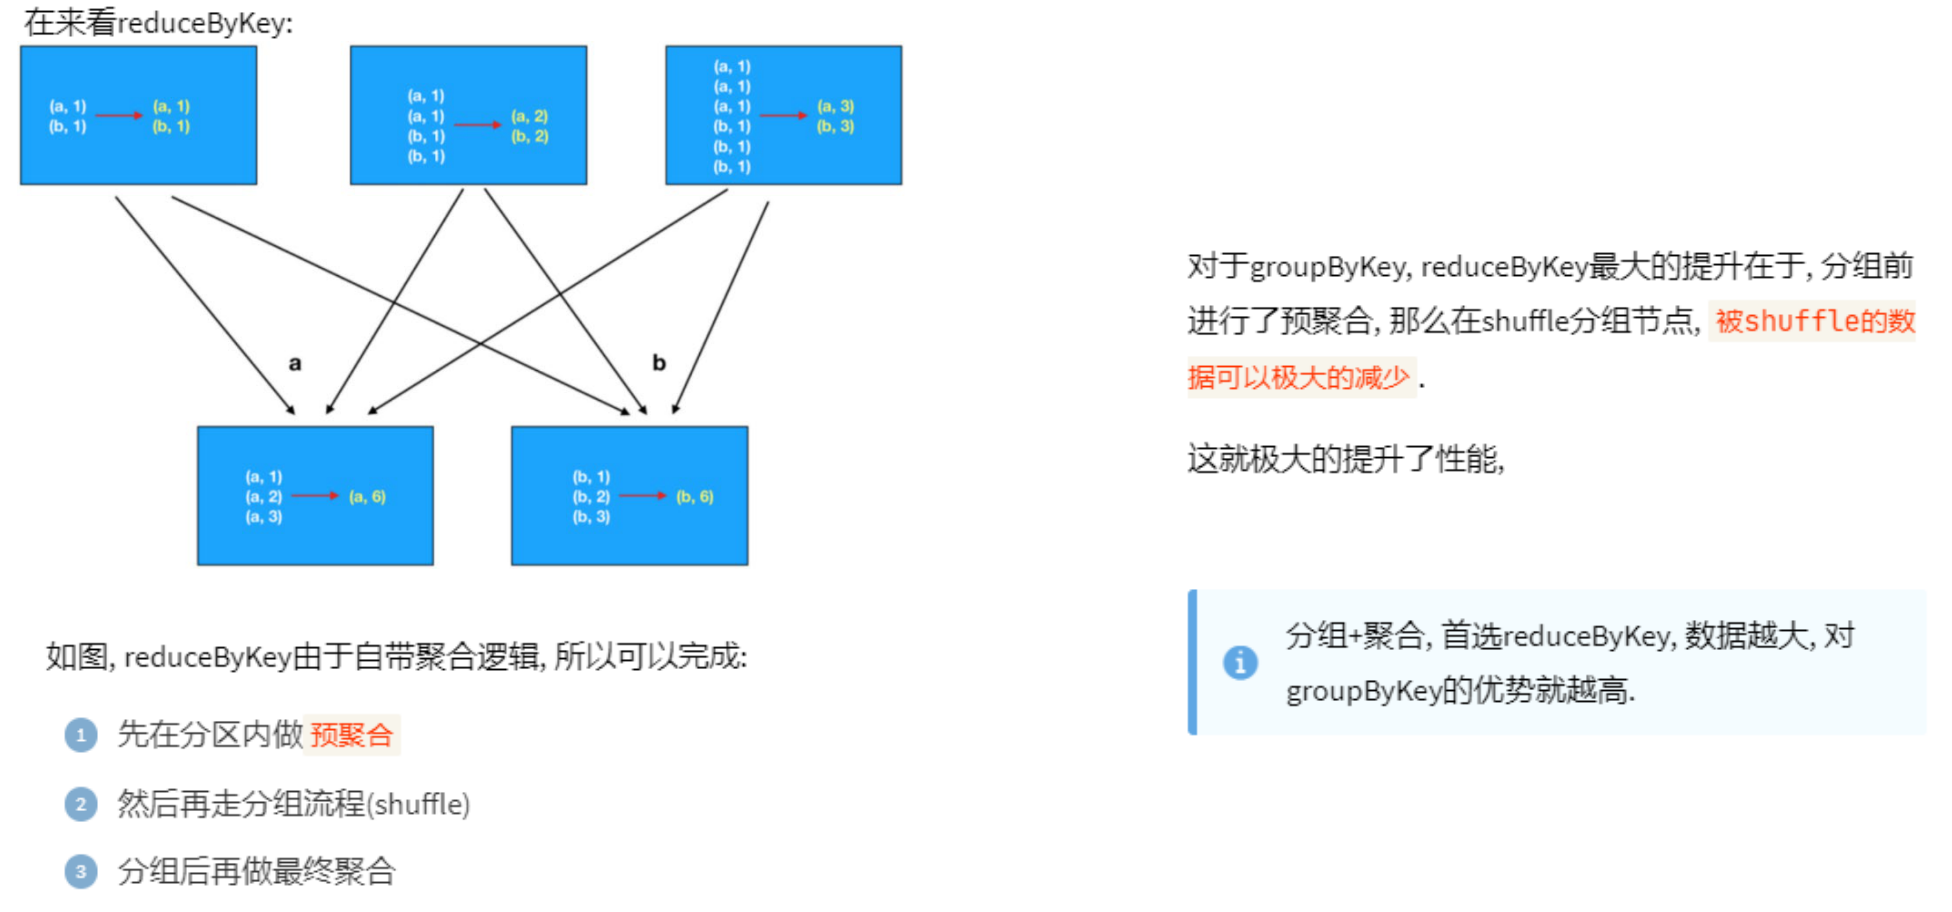 在来看reduceByKey:
(a, 1)
(b, 1)
(a, 1)
(b, 1)
(a, 1)
(a, 1)
(b, 1)
(b, 1)
(a, 2)
(b, 2)
(a, 1)
(a, 1)
(a, 1)
(b, 1)
(b, 1)
(b, 1)
(a, 3)
(b, 3)
a
b
(a, 1)
(a, 2)
(a, 3)
(a, 6)
(b, 1)
(b, 2)
(b, 3)
(b, 6)
如图, reduceByKey由于自带聚合逻辑, 所以可以完成:
1 先在分区内做 预聚合
2 然后再走分组流程(shuffle)
3 分组后再做最终聚合
对于groupByKey, reduceByKey最大的提升在于, 分组前
进行了预聚合, 那么在shuffle分组节点, 被shuffle的数
据可以极大的减少.
这就极大的提升了性能,
分组+聚合, 首选reduceByKey, 数据越大, 对
groupByKey的优势就越高.